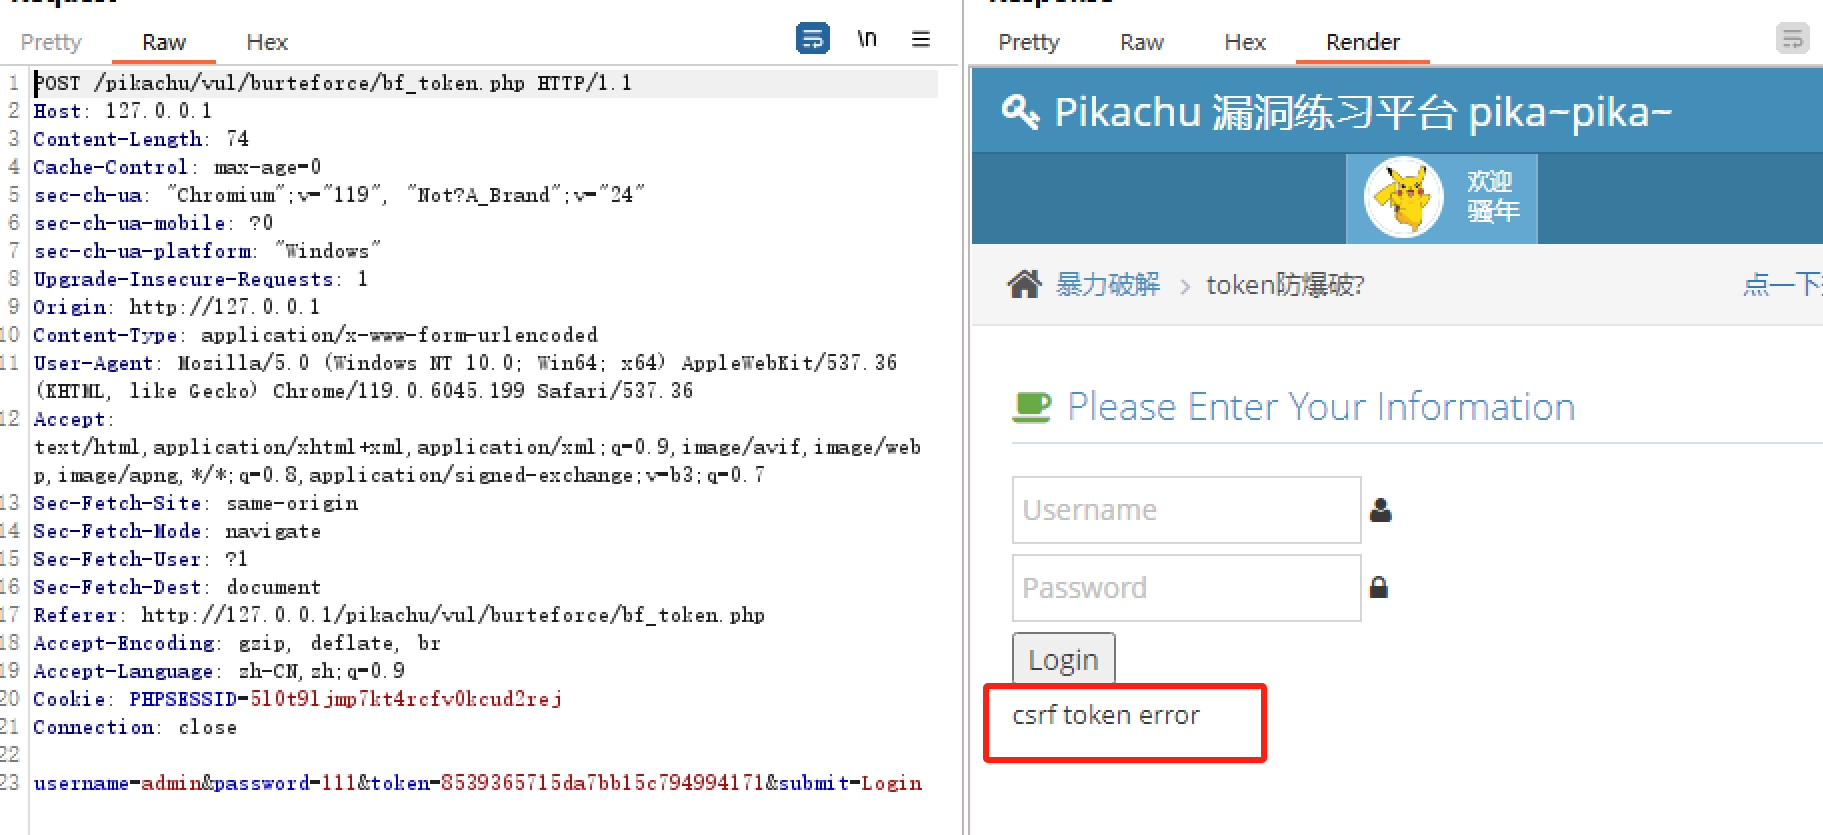 Pretty
Raw
Hex
\n
1 POST /pikachu/vul/burteforce/bf_token.php HTTP/1.1
2 Host: 127.0.0.1
3 Content-Length: 74
4 Cache-Control: max-age=0
5 sec-ch-ua: "Chromium";v="119", "Not?A_Brand";v="24"
6 sec-ch-ua-mobile: ?0
7 sec-ch-ua-platform: "Windows"
8 Upgrade-Insecure-Requests: 1
9 Origin: http://127.0.0.1
10 Content-Type: application/x-www-form-urlencoded
11 User-Agent: Mozilla/5.0 (Windows NT 10.0; Win64; x64) AppleWebKit/537.36
(KHTML, like Gecko) Chrome/119.0.6045.199 Safari/537.36
12 Accept:
text/html,application/xhtml+xml,application/xml;q=0.9,image/avif,image/web
p,image/apng,*/*;q=0.8,application/signed-exchange;v=b3;q=0.7
13 Sec-Fetch-Site: same-origin
14 Sec-Fetch-Mode: navigate
15 Sec-Fetch-User: ?1
16 Sec-Fetch-Dest: document
17 Referer: http://127.0.0.1/pikachu/vul/burteforce/bf_token.php
18 Accept-Encoding: gzip, deflate, br
19 Accept-Language: zh-CN,zh;q=0.9
20 Cookie: PHPSESSID=5l0t9ljmp7kt4rcfv0kcud2rej
21 Connection: close
22
23 username=admin&password=111&token=8539365715da7bb15c794994171&submit=Login
Pretty
Raw
Hex
Render
Pikachu 漏洞练习平台 pika~pika~
欢迎
骚年
暴力破解 > token防爆破?
点一下
Please Enter Your Information
Username
Password
Login
csrf token error